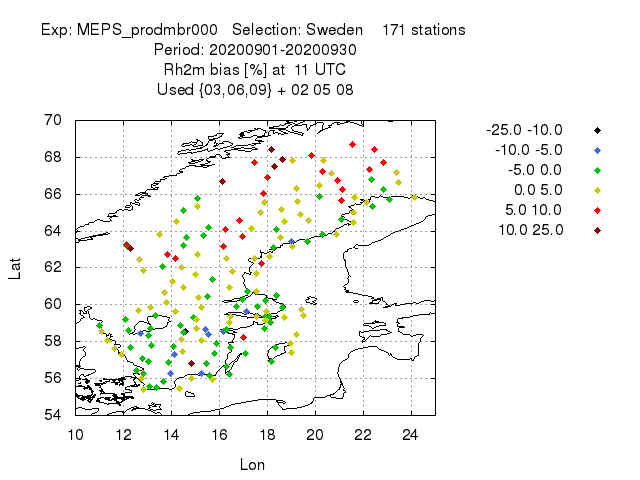 Exp: MEPS_prodmbr000 Selection: Sweden 171 stations
Period: 20200901-20200930
Rh2m bias [%] at 11 UTC
Used {03,06,09} + 02 05 08
70
68
66
64
62
60
58
56
54
10 12 14 16 18 20 22 24
Lat
Lon
-25.0 -10.0
-10.0 -5.0
-5.0 0.0
0.0 5.0
5.0 10.0
10.0 25.0